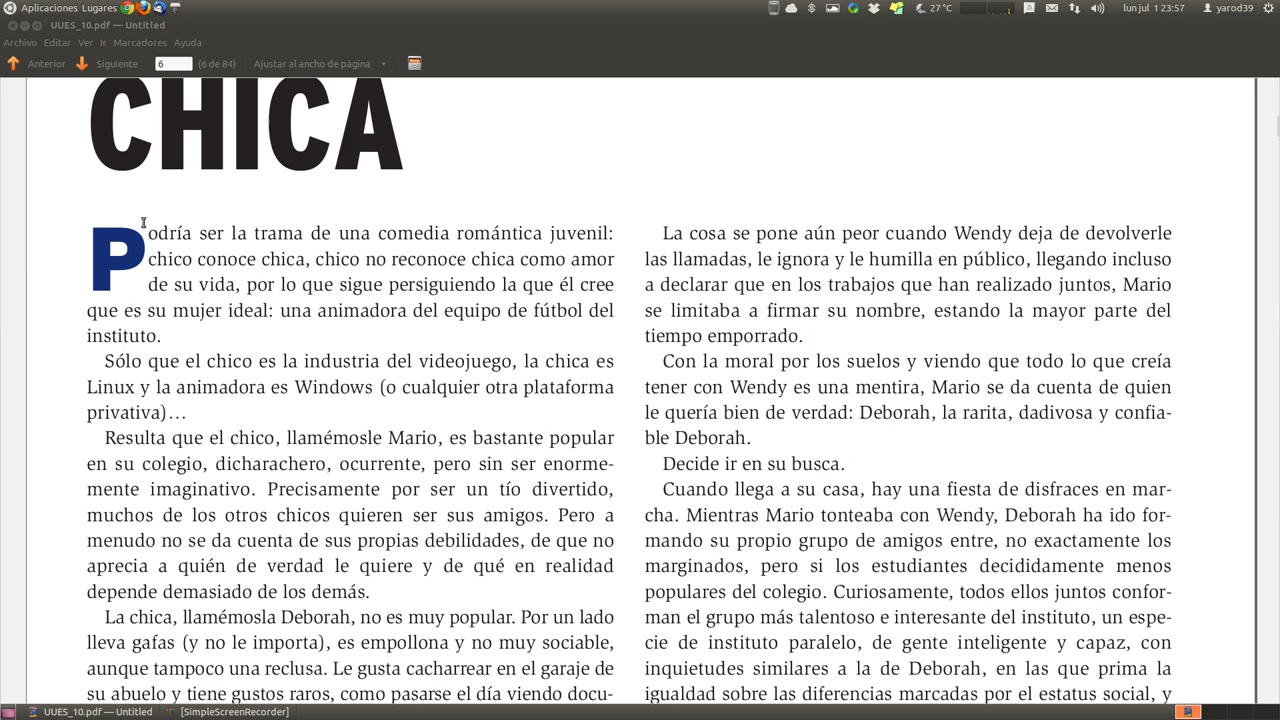 Aplicaciones Lugares
27 °C
lun jul 1 23:57
yarod39
UUES_10.pdf — Untitled
Archivo Editar Ver Ir Marcadores Ayuda
Anterior Siguiente 6 (6 de 84) Ajustar al ancho de página
CHICA
Podría ser la trama de una comedia romántica juvenil:
chico conoce chica, chico no reconoce chica como amor
de su vida, por lo que sigue persiguiendo la que él cree
que es su mujer ideal: una animadora del equipo de fútbol del
instituto.
Sólo que el chico es la industria del videojuego, la chica es
Linux y la animadora es Windows (o cualquier otra plataforma
privativa)…
Resulta que el chico, llamémosle Mario, es bastante popular
en su colegio, dicharachero, ocurrente, pero sin ser enorme-
mente imaginativo. Precisamente por ser un tío divertido,
muchos de los otros chicos quieren ser sus amigos. Pero a
menudo no se da cuenta de sus propias debilidades, de que no
aprecia a quién de verdad le quiere y de qué en realidad
depende demasiado de los demás.
La chica, llamémosla Deborah, no es muy popular. Por un lado
lleva gafas (y no le importa), es empollona y no muy sociable,
aunque tampoco una reclusa. Le gusta cacharrear en el garaje de
su abuelo y tiene gustos raros, como pasarse el día viendo docu-
La cosa se pone aún peor cuando Wendy deja de devolverle
las llamadas, le ignora y le humilla en público, llegando incluso
a declarar que en los trabajos que han realizado juntos, Mario
se limitaba a firmar su nombre, estando la mayor parte del
tiempo emporrado.
Con la moral por los suelos y viendo que todo lo que creía
tener con Wendy es una mentira, Mario se da cuenta de quien
le quería bien de verdad: Deborah, la rarita, dadivosa y confia-
ble Deborah.
Decide ir en su busca.
Cuando llega a su casa, hay una fiesta de disfraces en mar-
cha. Mientras Mario tonteaba con Wendy, Deborah ha ido for-
mando su propio grupo de amigos entre, no exactamente los
marginados, pero si los estudiantes decididamente menos
populares del colegio. Curiosamente, todos ellos juntos confor-
man el grupo más talentoso e interesante del instituto, un espe-
cie de instituto paralelo, de gente inteligente y capaz, con
inquietudes similares a la de Deborah, en las que prima la
igualdad sobre las diferencias marcadas por el estatus social, y
UUES_10.pdf — Untitled
[SimpleScreenRecorder]